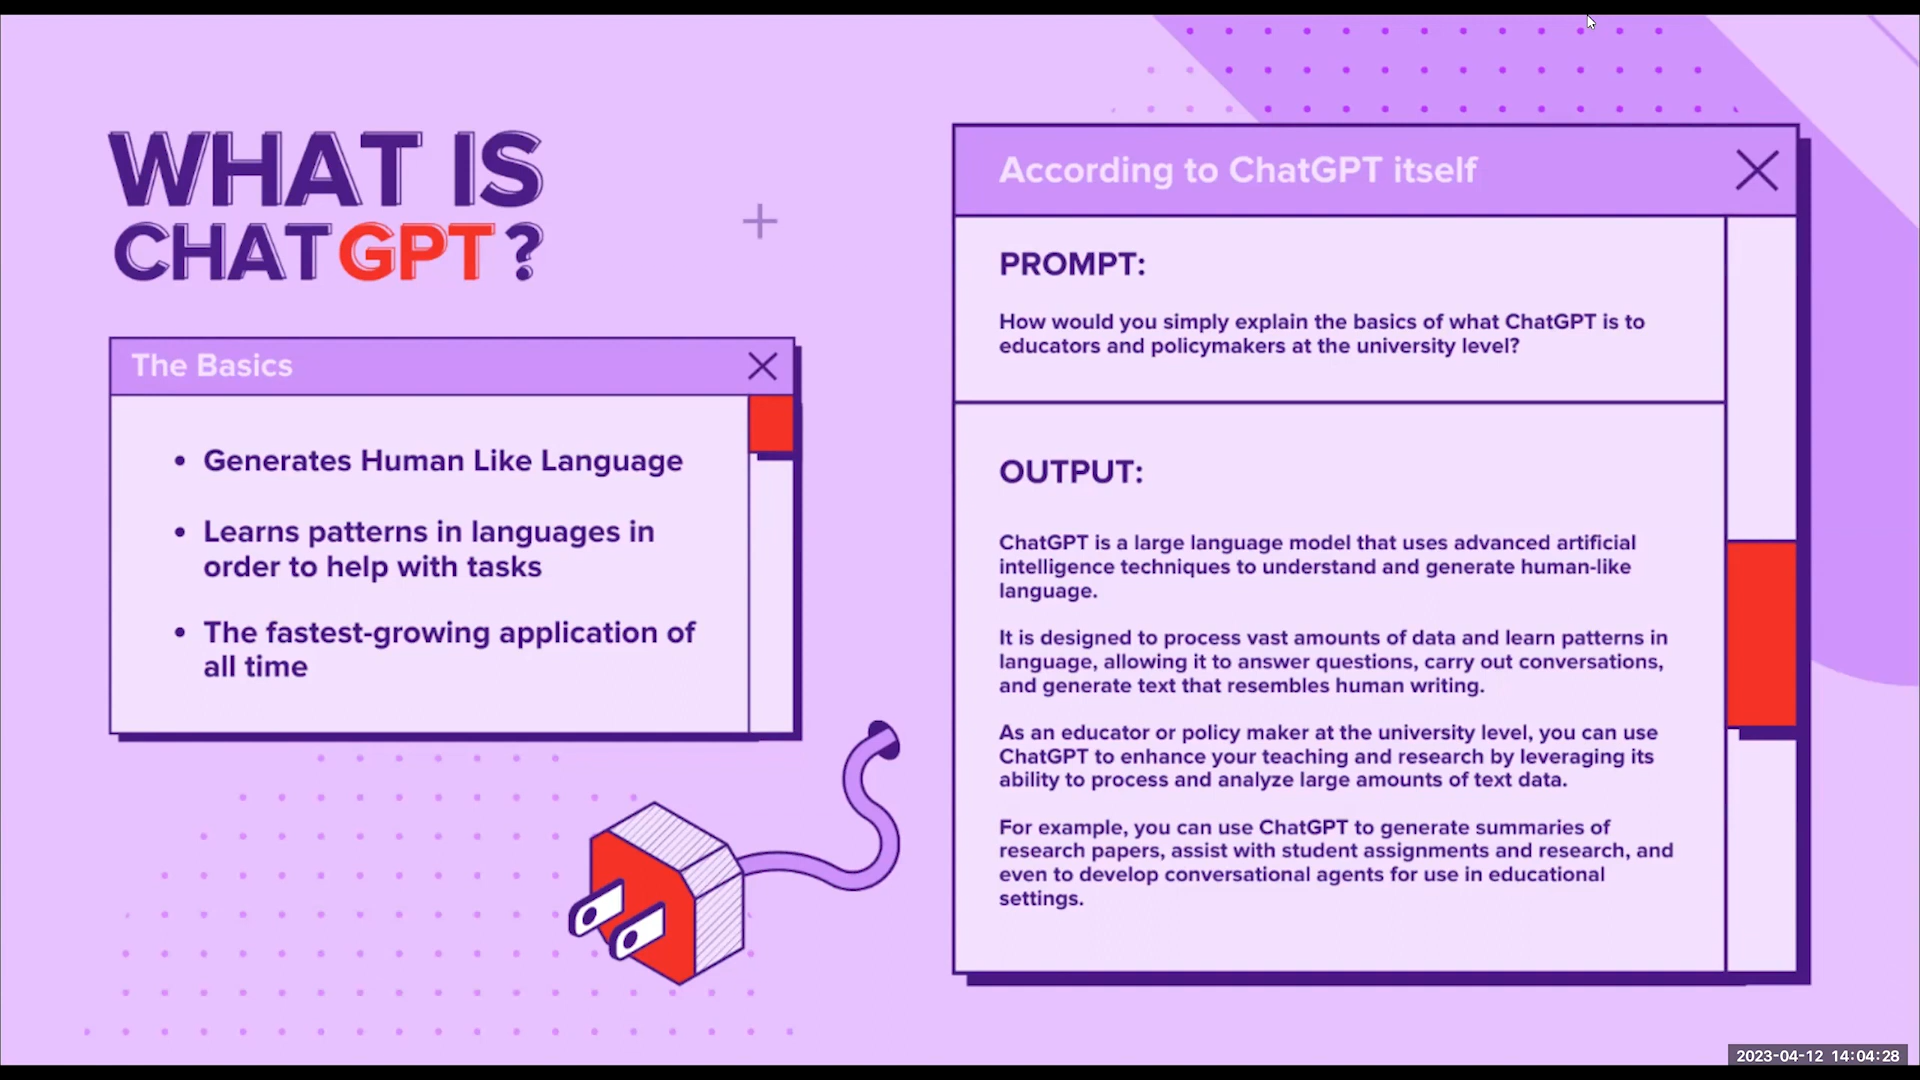 WHAT IS
CHATGPT?
The Basics
• Generates Human Like Language
• Learns patterns in languages in
order to help with tasks
• The fastest-growing application of
all time
According to ChatGPT itself
PROMPT:
How would you simply explain the basics of what ChatGPT is to
educators and policymakers at the university level?
OUTPUT:
ChatGPT is a large language model that uses advanced artificial
intelligence techniques to understand and generate human-like
language.
It is designed to process vast amounts of data and learn patterns in
language, allowing it to answer questions, carry out conversations,
and generate text that resembles human writing.
As an educator or policy maker at the university level, you can use
ChatGPT to enhance your teaching and research by leveraging its
ability to process and analyze large amounts of text data.
For example, you can use ChatGPT to generate summaries of
research papers, assist with student assignments and research, and
even to develop conversational agents for use in educational
settings.
2023-04-12 14:04:28